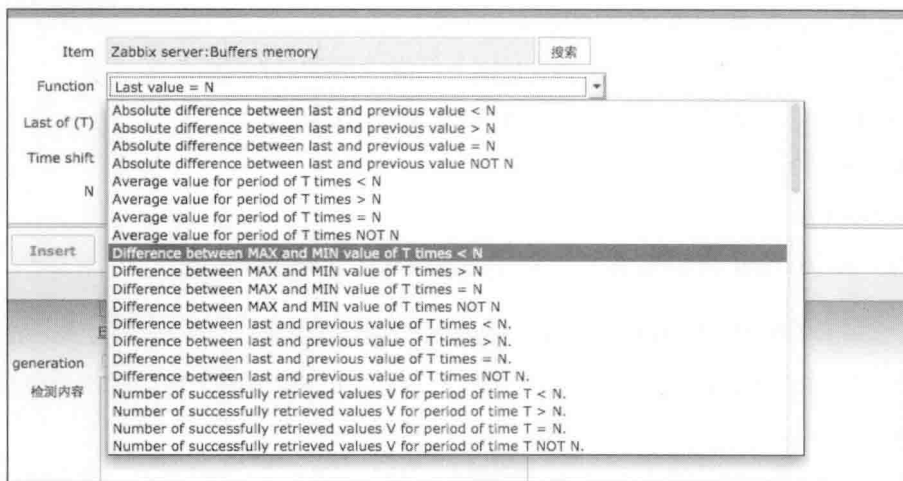 Item Zabbix server:Buffers memory 搜索
Function Last value = N
Absolute difference between last and previous value < N
Last of (T)
Absolute difference between last and previous value > N
Absolute difference between last and previous value = N
Time shift
Absolute difference between last and previous value NOT N
Average value for period of T times < N
N
Average value for period of T times > N
Average value for period of T times = N
Average value for period of T times NOT N
Insert
Difference between MAX and MIN value of T times < N
Difference between MAX and MIN value of T times > N
Difference between MAX and MIN value of T times = N
Difference between MAX and MIN value of T times NOT N
Difference between last and previous value of T times < N.
Difference between last and previous value of T times > N.
Difference between last and previous value of T times = N.
generation
Difference between last and previous value of T times NOT N.
检测内容
Number of successfully retrieved values V for period of time T < N.
Number of successfully retrieved values V for period of time T > N.
Number of successfully retrieved values V for period of time T = N.
Number of successfully retrieved values V for period of time T NOT N.